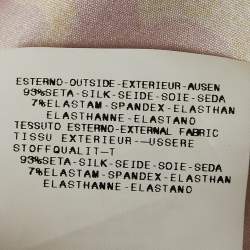 ESTERNO-OUTSIDE-EXTERIEUR-AUSEN
93%SETA-SILK-SEIDE-SOIE-SEDA
7%ELASTAM-SPANDEX-ELASTHAN
ELASTHANNE-ELASTANO
TESSUTO ESTERNO-EXTERNAL FABRIC
TISSU EXTERIEUR-—USSERE
STOFFQUALIT—T
93%SETA-SILK-SEIDE-SOIE-SEDA
7%ELASTAM-SPANDEX-ELASTHAN
ELASTHANNE-ELASTANO